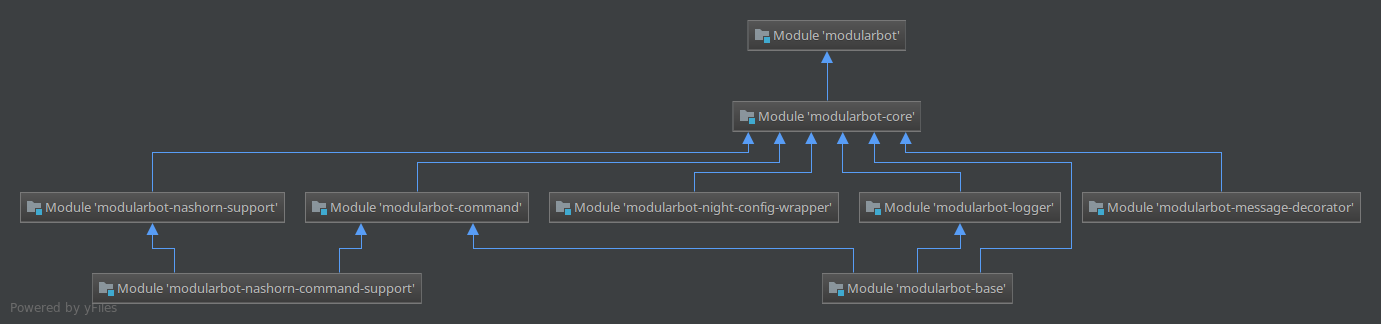 Module 'modularbot'
Module 'modularbot-core'
Module 'modularbot-nashorn-support'
Module 'modularbot-command'
Module 'modularbot-night-config-wrapper'
Module 'modularbot-logger'
Module 'modularbot-message-decorator'
Module 'modularbot-nashorn-command-support'
Module 'modularbot-base'
Powered by yFiles